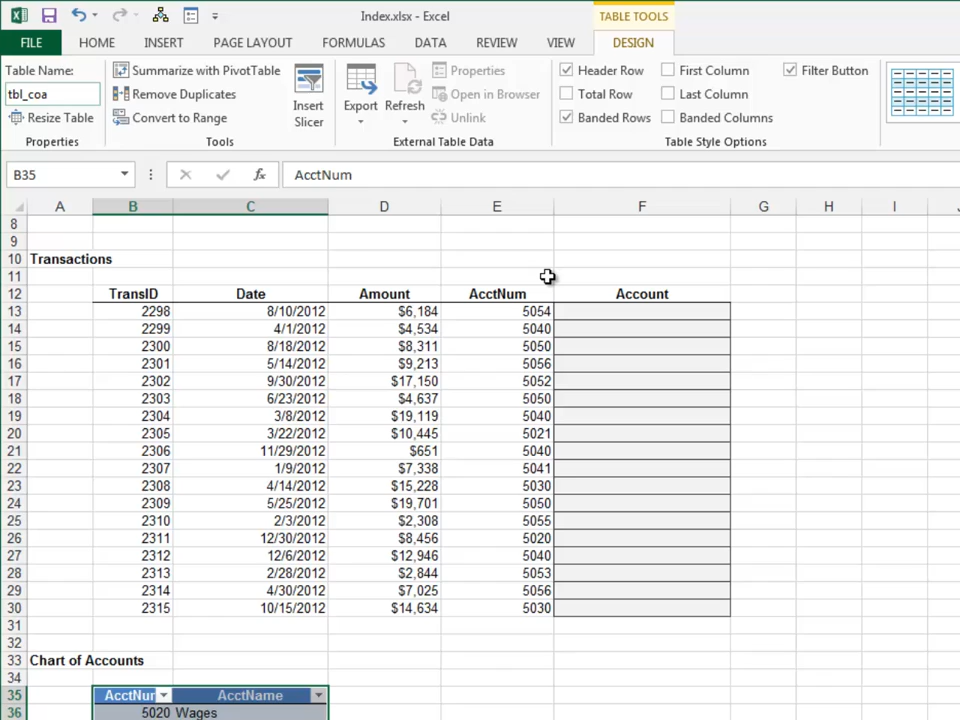 Index.xlsx - Excel
TABLE TOOLS
FILE HOME INSERT PAGE LAYOUT FORMULAS DATA REVIEW VIEW DESIGN
Table Name: Summarize with PivotTable Properties Header Row First Column Filter Button
tbl_coa Remove Duplicates Insert Slicer Export Refresh Open in Browser Total Row Last Column
Resize Table Convert to Range Unlink Banded Rows Banded Columns
Properties Tools External Table Data Table Style Options
B35 fx AcctNum
A B C D E F G H I J
8
9
10 Transactions
11
12 TransID Date Amount AcctNum Account
13 2298 8/10/2012 $6,184 5054
14 2299 4/1/2012 $4,534 5040
15 2300 8/18/2012 $8,311 5050
16 2301 5/14/2012 $9,213 5056
17 2302 9/30/2012 $17,150 5052
18 2303 6/23/2012 $4,637 5050
19 2304 3/8/2012 $19,119 5040
20 2305 3/22/2012 $10,445 5021
21 2306 11/29/2012 $651 5040
22 2307 1/9/2012 $7,338 5041
23 2308 4/14/2012 $15,228 5030
24 2309 5/25/2012 $19,701 5050
25 2310 2/3/2012 $2,308 5055
26 2311 12/30/2012 $8,456 5020
27 2312 12/6/2012 $12,946 5040
28 2313 2/28/2012 $2,844 5053
29 2314 4/30/2012 $7,025 5056
30 2315 10/15/2012 $14,634 5030
31
32
33 Chart of Accounts
34
35 AcctNur AcctName
36 5020 Wages